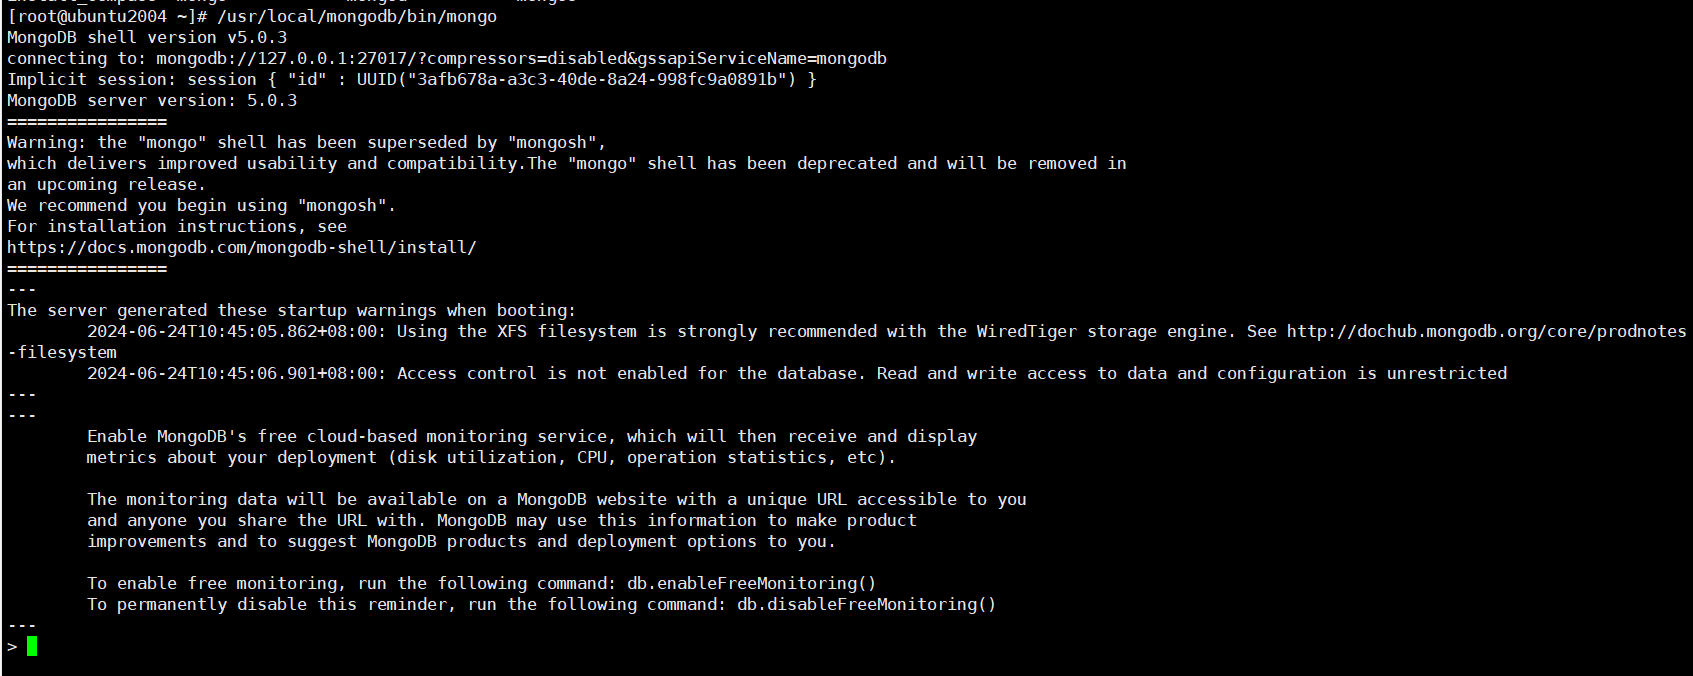 [root@ubuntu2004 ~]# /usr/local/mongodb/bin/mongo
MongoDB shell version v5.0.3
connecting to: mongodb://127.0.0.1:27017/?compressors=disabled&gssapiServiceName=mongodb
Implicit session: session { "id" : UUID("3afb678a-a3c3-40de-8a24-998fc9a0891b") }
MongoDB server version: 5.0.3
================
Warning: the "mongo" shell has been superseded by "mongosh",
which delivers improved usability and compatibility.The "mongo" shell has been deprecated and will be removed in
an upcoming release.
We recommend you begin using "mongosh".
For installation instructions, see
https://docs.mongodb.com/mongodb-shell/install/
================
---
The server generated these startup warnings when booting:
        2024-06-24T10:45:05.862+08:00: Using the XFS filesystem is strongly recommended with the WiredTiger storage engine. See http://dochub.mongodb.org/core/prodnotes
-filesystem
        2024-06-24T10:45:06.901+08:00: Access control is not enabled for the database. Read and write access to data and configuration is unrestricted
---
---
        Enable MongoDB's free cloud-based monitoring service, which will then receive and display
        metrics about your deployment (disk utilization, CPU, operation statistics, etc).

        The monitoring data will be available on a MongoDB website with a unique URL accessible to you
        and anyone you share the URL with. MongoDB may use this information to make product
        improvements and to suggest MongoDB products and deployment options to you.

        To enable free monitoring, run the following command: db.enableFreeMonitoring()
        To permanently disable this reminder, run the following command: db.disableFreeMonitoring()
---
>